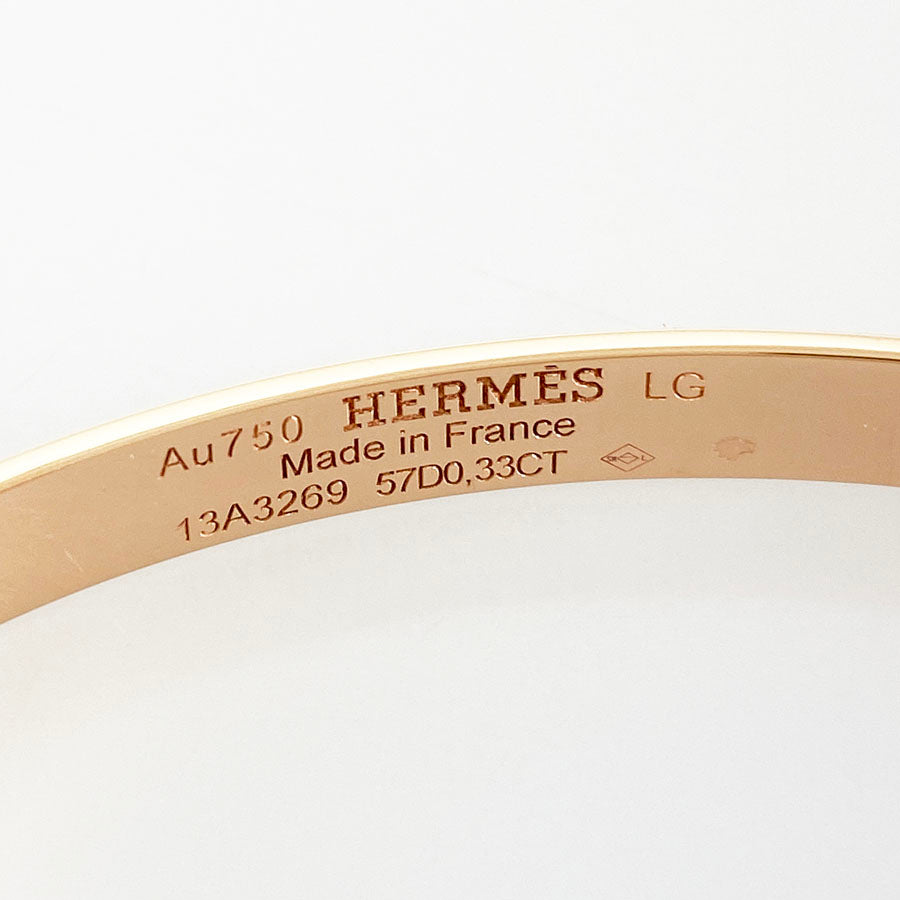 Au750 HERMÈS LG
Made in France
13A3269 57D0,33CT